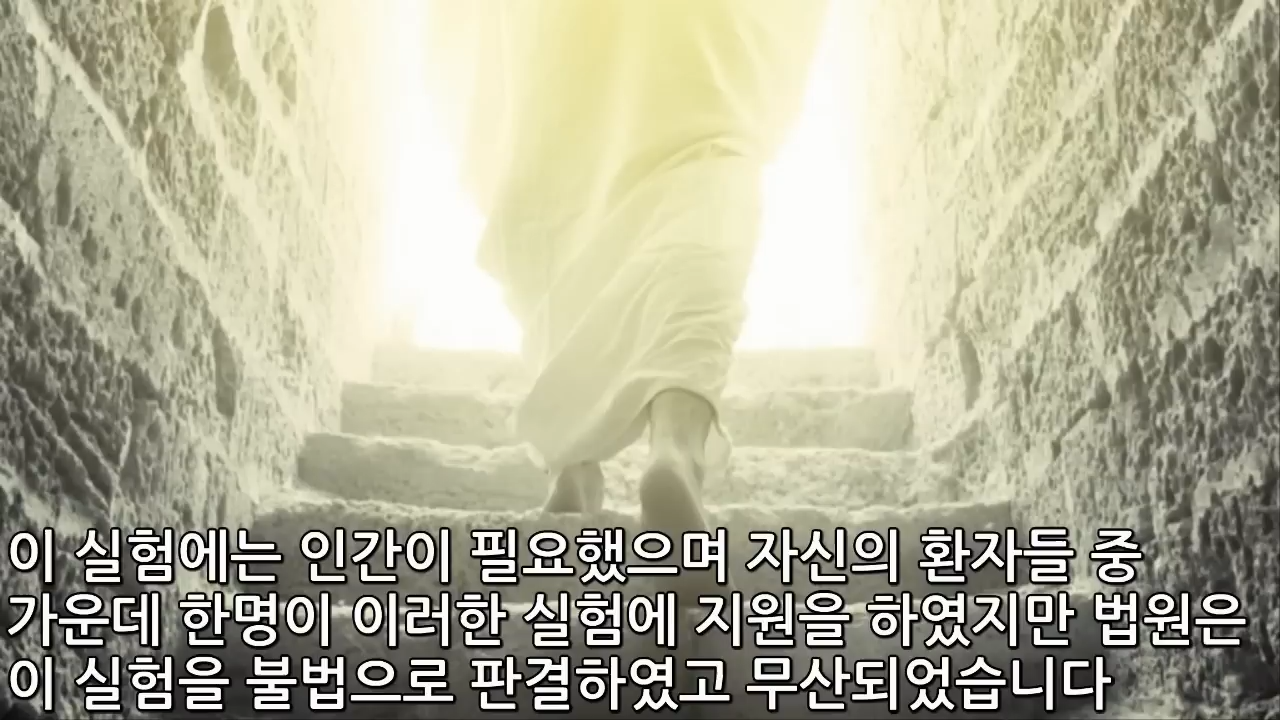 이 실험에는 인간이 필요했으며 자신의 환자들 중
가운데 한명이 이러한 실험에 지원을 하였지만 법원은
이 실험을 불법으로 판결하였고 무산되었습니다